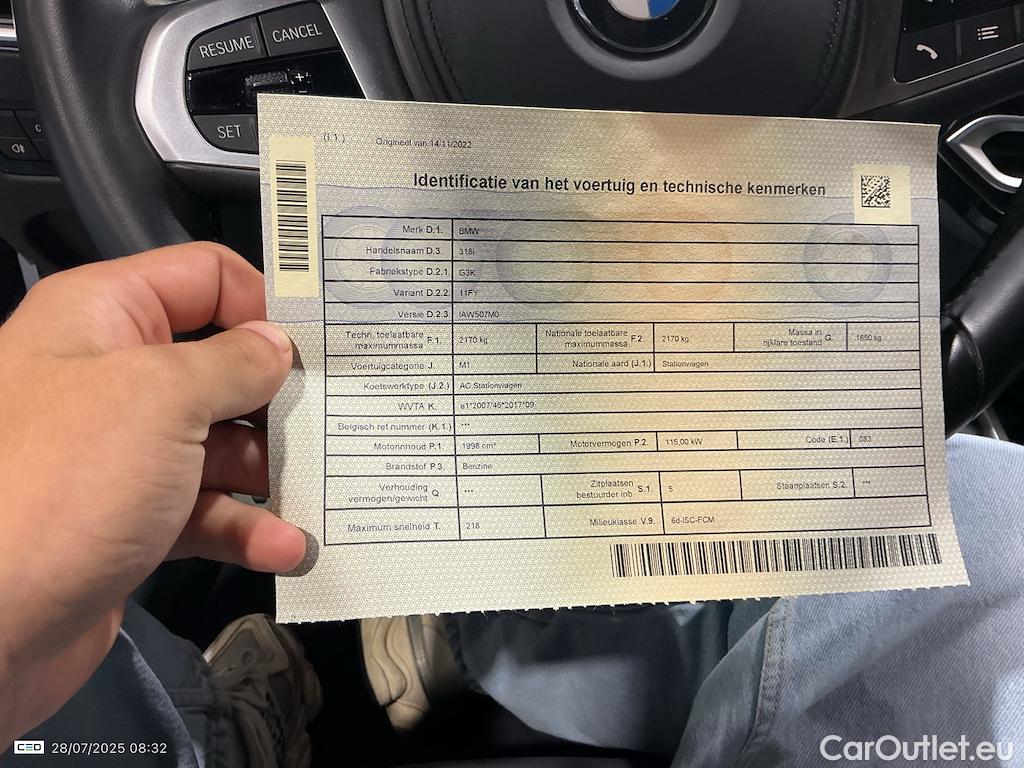 RESUME
CANCEL
+
SET
(I.1.) Origineel van 14/11/2022
Identificatie van het voertuig en technische kenmerken
Merk D.1. BMW
Handelsnaam D.3. 318i
Fabriekstype D.2.1. G3K
Variant D.2.2. 11FY
Versie D.2.3. IAW507M0
Techn. toelaatbare maximummassa F.1. 2170 kg Nationale toelaatbare maximummassa F.2. 2170 kg Massa in rijklare toestand G 1650 kg
Voertuigcategorie J. M1 Nationale aard (J.1.) Stationwagen
Koetswerktype (J.2.) AC Stationwagen
WVTA K. e1*2007/46*2017*09
Belgisch ref.nummer (K.1.) ***
Motorinhoud P.1. 1998 cm³ Motorvermogen P.2. 115,00 kW Code (E.1.) 083
Brandstof P.3. Benzine
Verhouding vermogen/gewicht Q *** Zitplaatsen bestuurder inb. S.1. 5 Staanplaatsen S.2. ***
Maximum snelheid T. 218 Milieuklasse V.9. 6d-ISC-FCM
CEO 28/07/2025 08:32
CarOutlet.eu